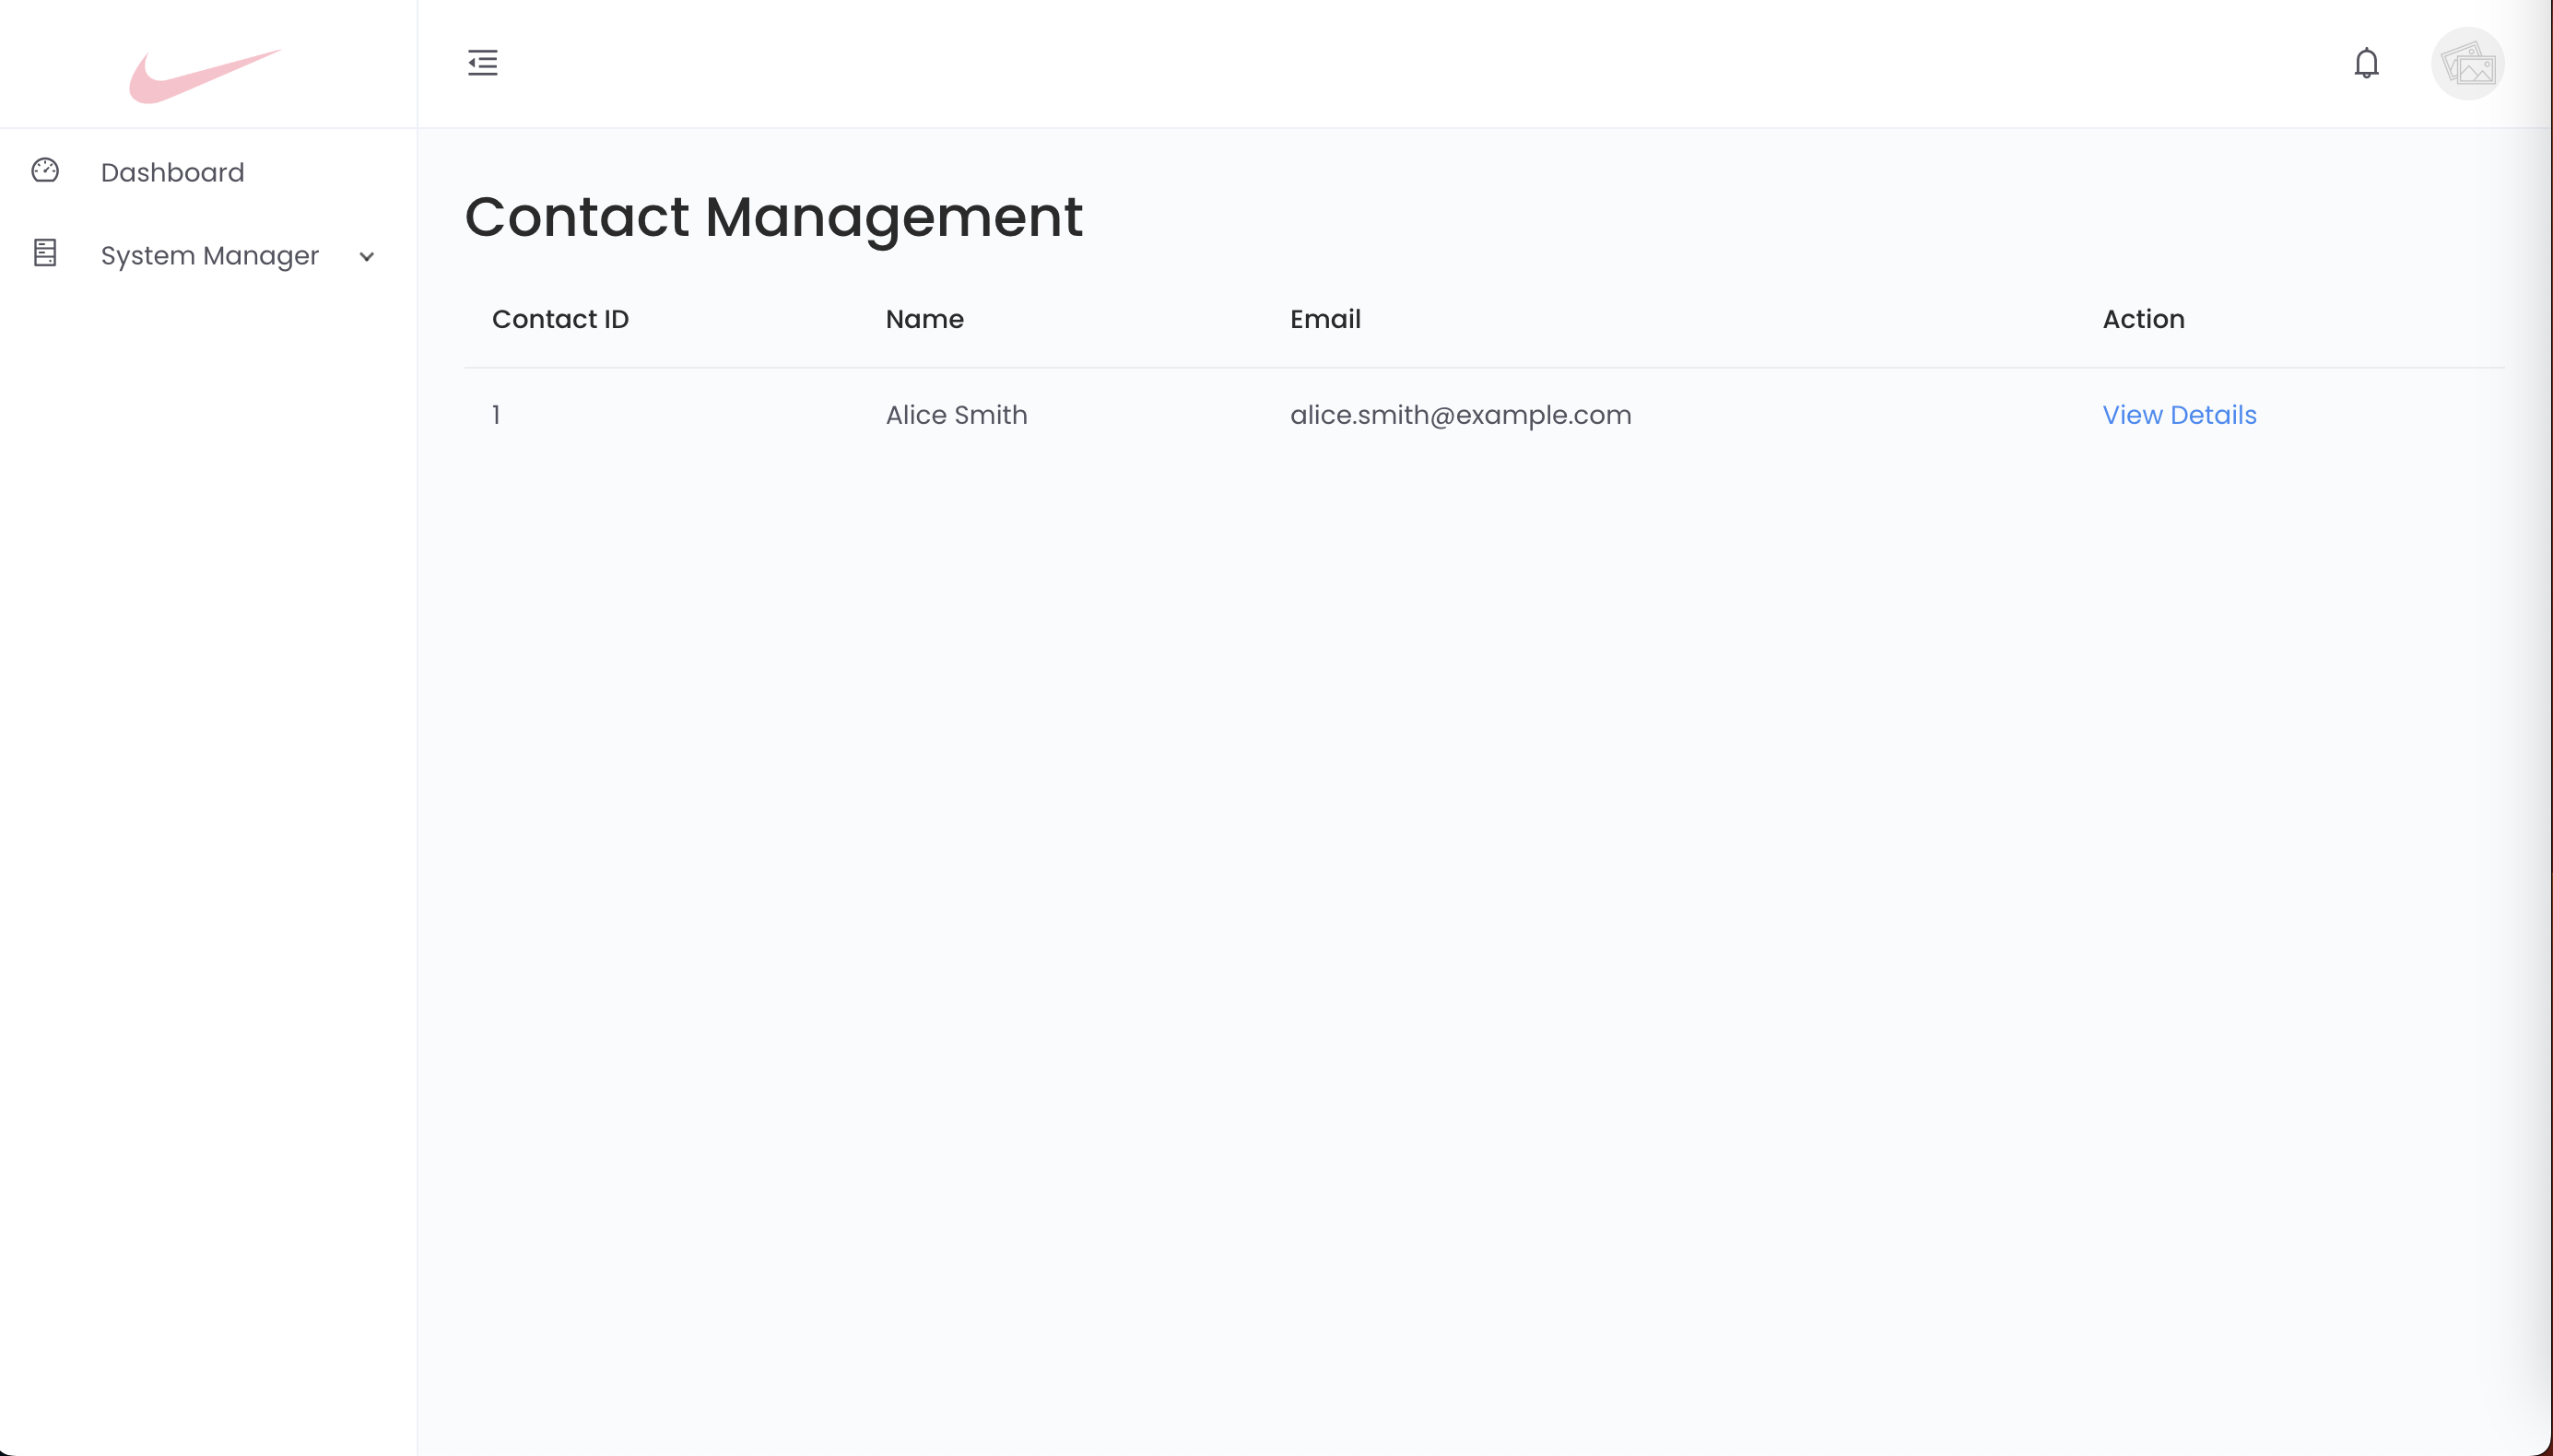 Dashboard
System Manager
Contact Management
Contact ID Name Email Action
1 Alice Smith alice.smith@example.com View Details